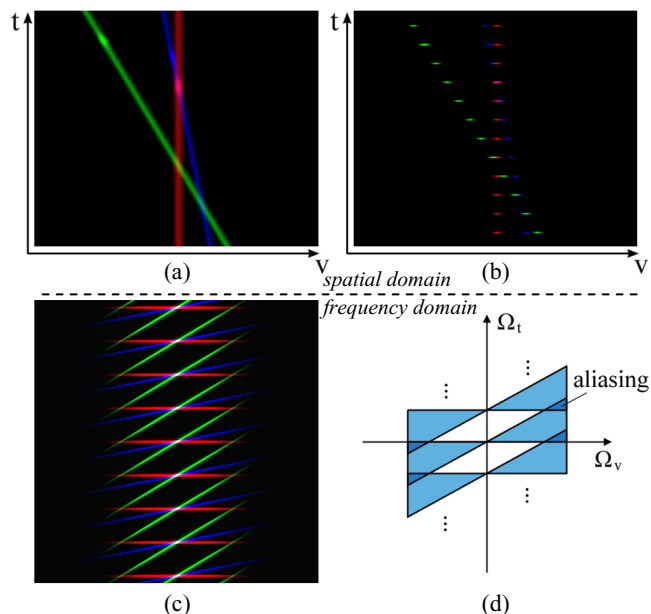 t
t
v
v
(a)
(b)
spatial domain
frequency domain
Ωt
aliasing
Ωv
(c)
(d)